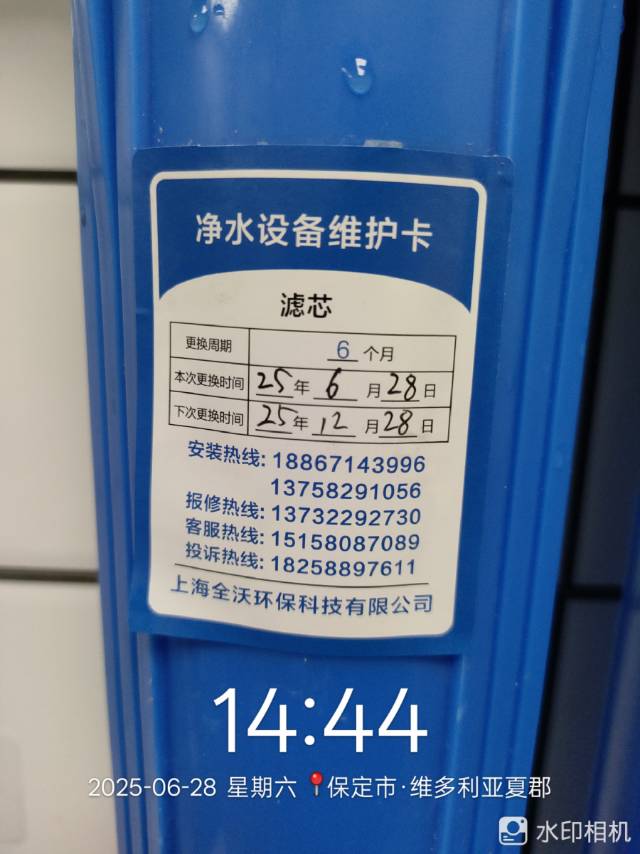 净水设备维护卡
滤芯
更换周期 6 个月
本次更换时间 25 年 6 月 28 日
下次更换时间 25 年 12 月 28 日
安装热线: 18867143996
13758291056
报修热线: 13732292730
客服热线: 15158087089
投诉热线: 18258897611
上海全沃环保科技有限公司
14:44
2025-06-28 星期六 保定市·维多利亚夏郡
水印相机